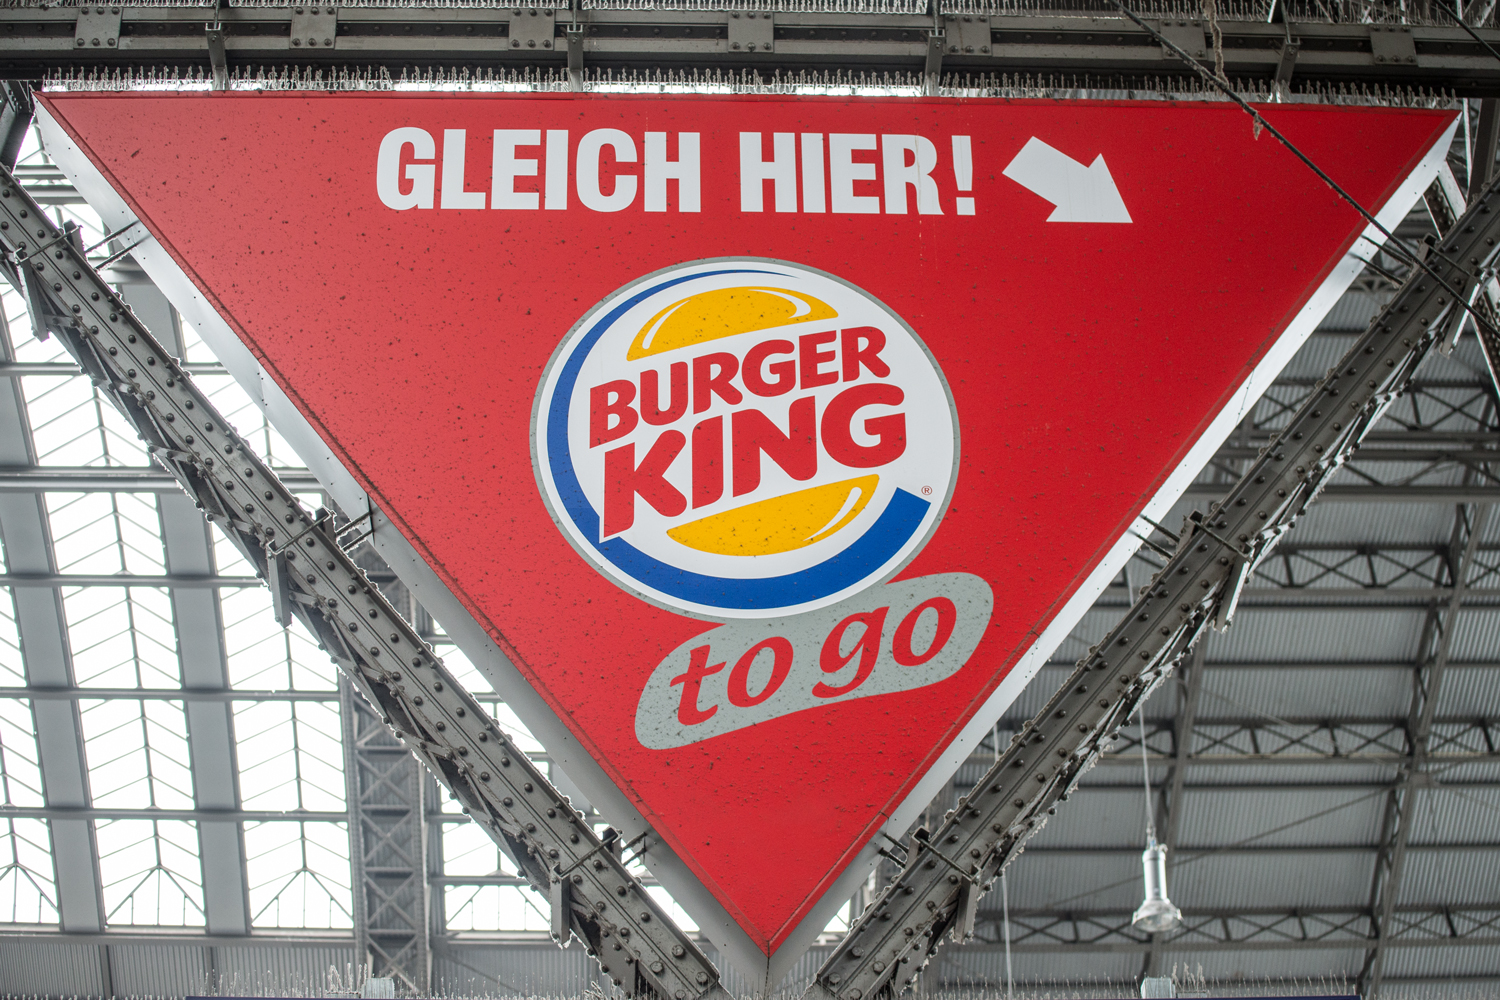 GLEICH HIER!
BURGER
KING
®
to go